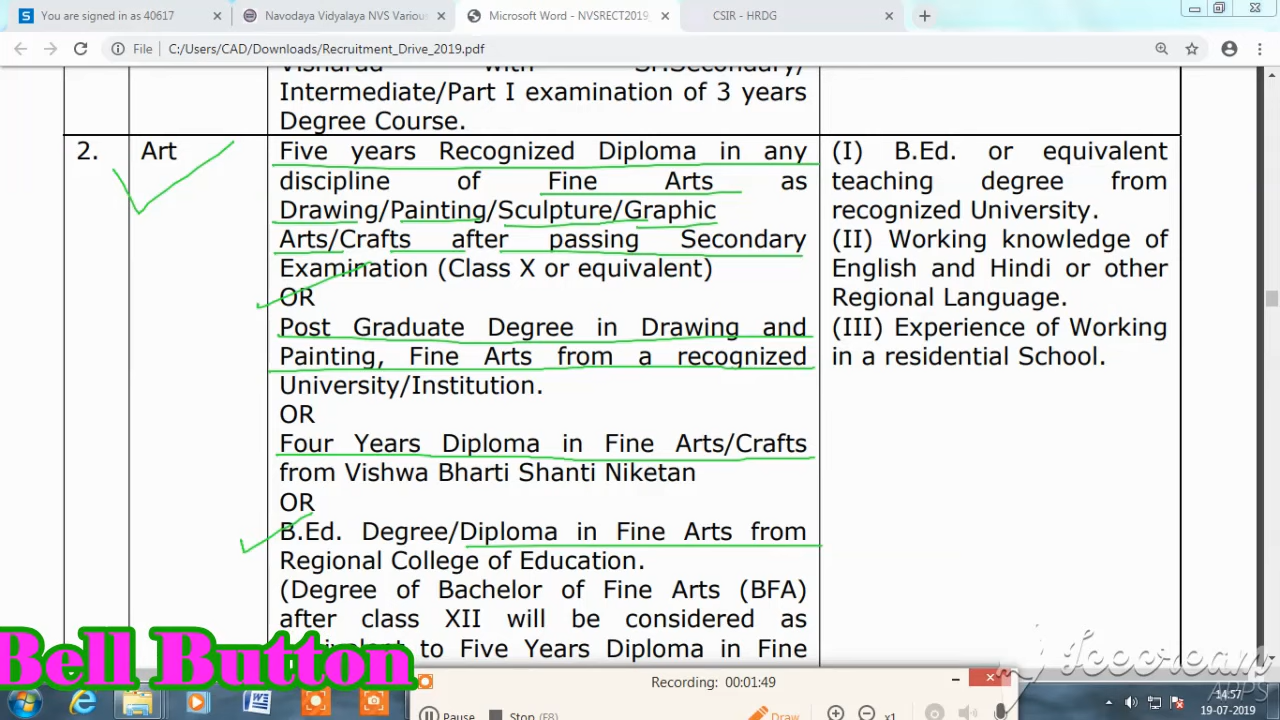 You are signed in as 40617
Navodaya Vidyalaya NVS Variou
Microsoft Word - NVSRECT2019_
CSIR - HRDG
File
C:/Users/CAD/Downloads/Recruitment_Drive_2019.pdf
Visharad with Sr.Secondary/
Intermediate/Part I examination of 3 years
Degree Course.
2.
Art
Five years Recognized Diploma in any
discipline of Fine Arts as
Drawing/Painting/Sculpture/Graphic
Arts/Crafts after passing Secondary
Examination (Class X or equivalent)
OR
Post Graduate Degree in Drawing and
Painting, Fine Arts from a recognized
University/Institution.
OR
Four Years Diploma in Fine Arts/Crafts
from Vishwa Bharti Shanti Niketan
OR
B.Ed. Degree/Diploma in Fine Arts from
Regional College of Education.
(Degree of Bachelor of Fine Arts (BFA)
after class XII will be considered as
to Five Years Diploma in Fine
(I) B.Ed. or equivalent
teaching degree from
recognized University.
(II) Working knowledge of
English and Hindi or other
Regional Language.
(III) Experience of Working
in a residential School.
Bell Button
Recording: 00:01:49
Pause
Stop (F8)
Draw
x1
Icecream
APPS
14:57
19-07-2019